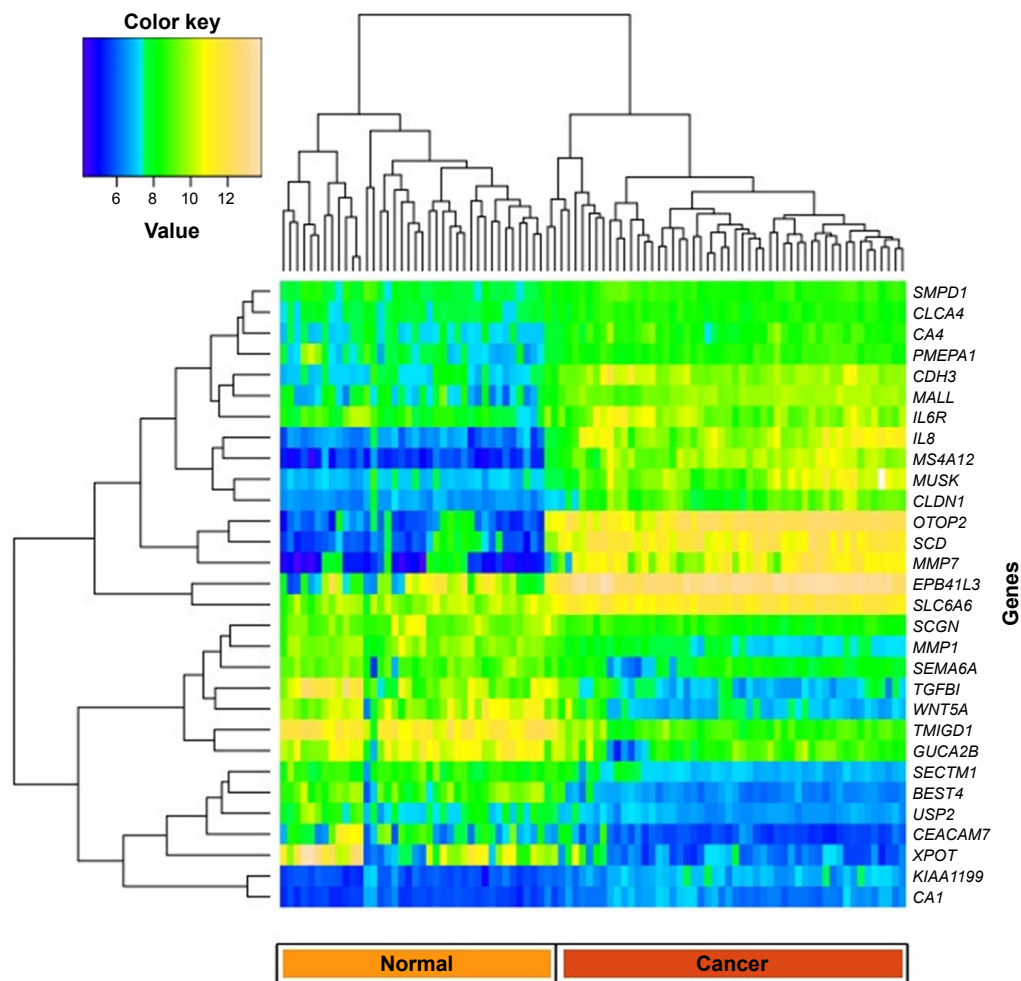 Color key
6 8 10 12
Value
SMPD1
CLCA4
CA4
PMEPA1
CDH3
MALL
IL6R
IL8
MS4A12
MUSK
CLDN1
OTOP2
SCD
MMP7
EPB41L3
SLC6A6
SCGN
MMP1
SEMA6A
TGFBI
WNT5A
TMIGD1
GUCA2B
SECTM1
BEST4
USP2
CEACAM7
XPOT
KIAA1199
CA1
Genes
Normal Cancer